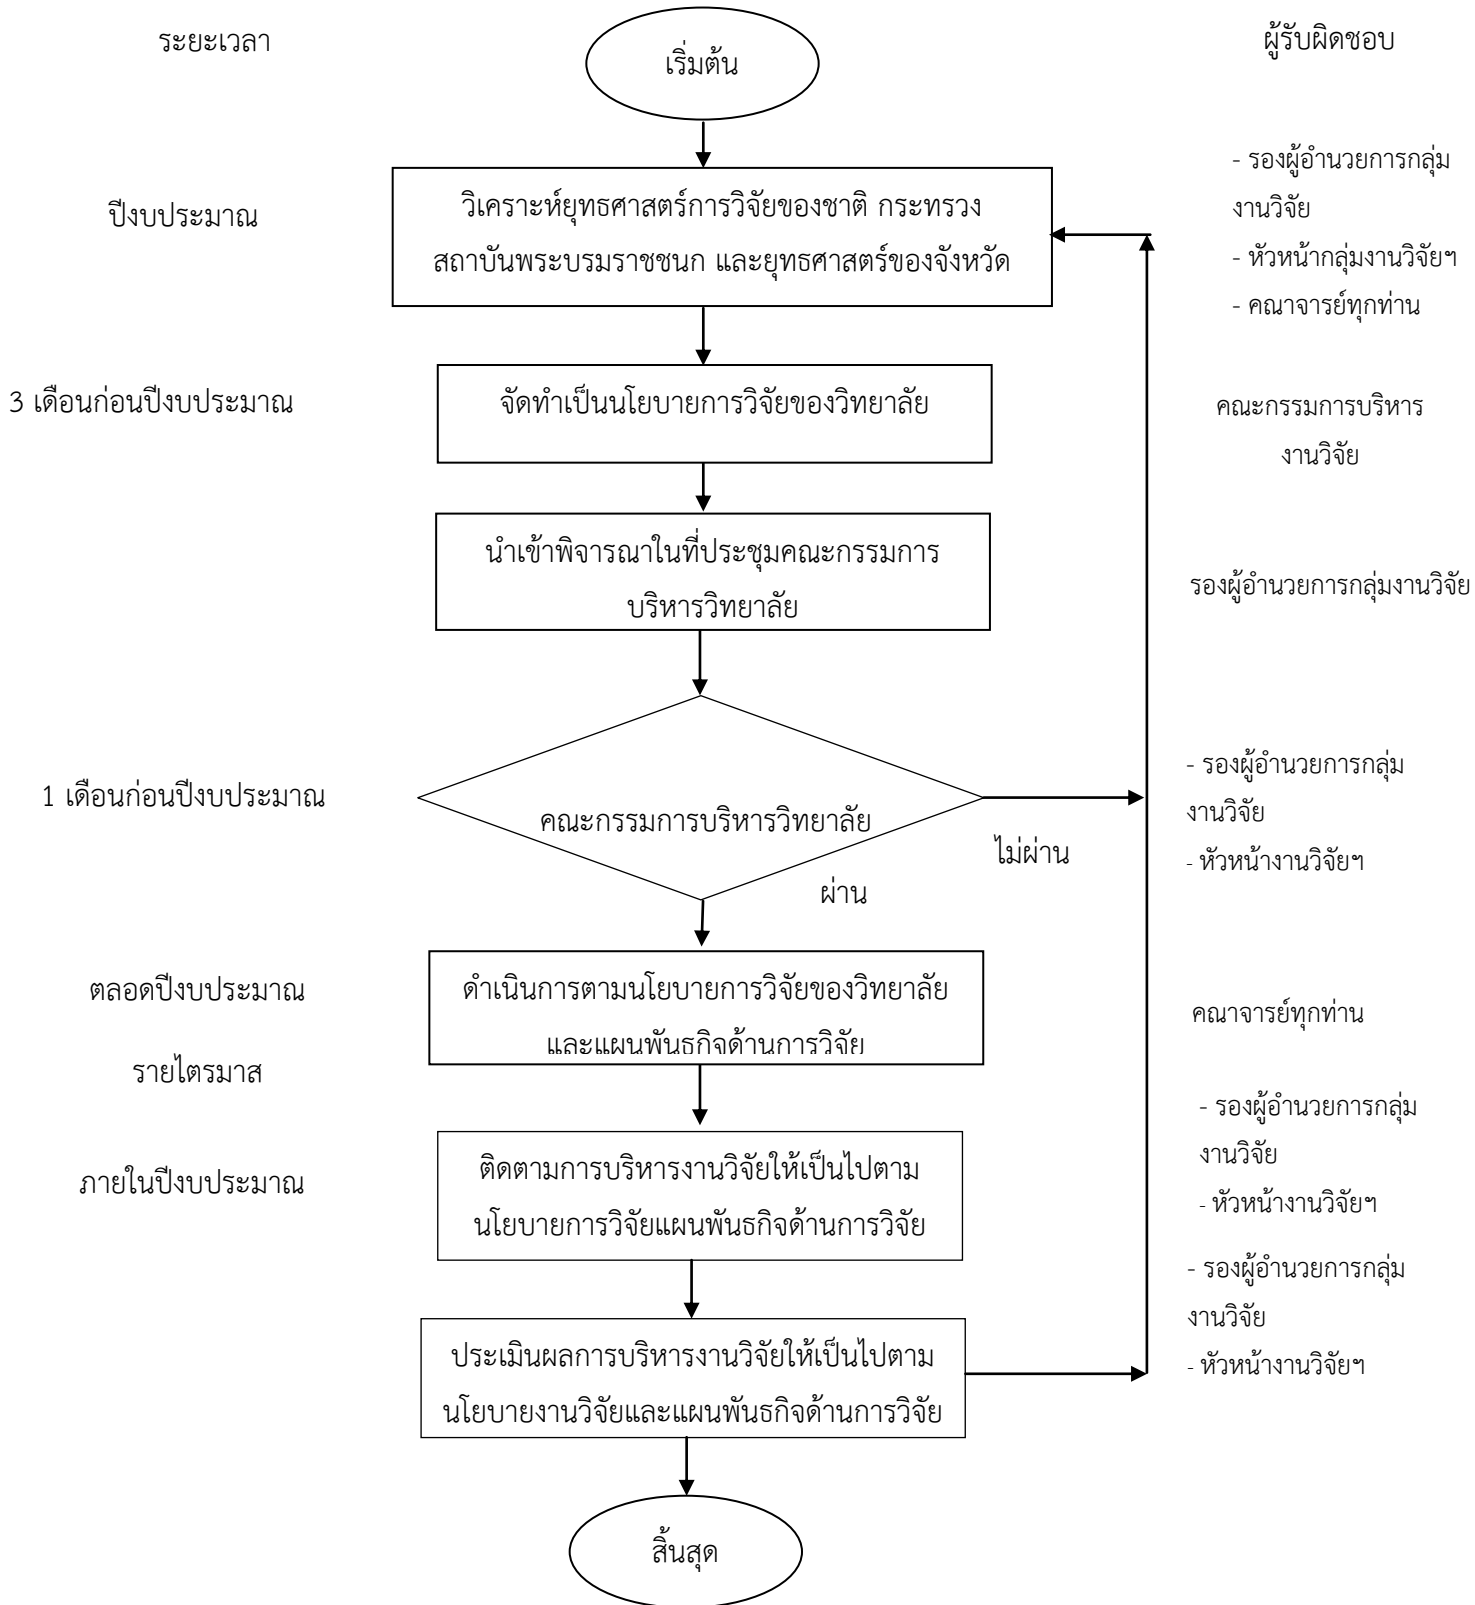 ระยะเวลา
เริ่มต้น
ผู้รับผิดชอบ
ปีงบประมาณ
วิเคราะห์ยุทธศาสตร์การวิจัยของชาติ กระทรวง
สถาบันพระบรมราชชนก และยุทธศาสตร์ของจังหวัด
- รองผู้อำนวยการกลุ่ม
งานวิจัย
- หัวหน้ากลุ่มงานวิจัยฯ
- คณาจารย์ทุกท่าน
3 เดือนก่อนปีงบประมาณ
จัดทำเป็นนโยบายการวิจัยของวิทยาลัย
คณะกรรมการบริหาร
งานวิจัย
นำเข้าพิจารณาในที่ประชุมคณะกรรมการ
บริหารวิทยาลัย
รองผู้อำนวยการกลุ่มงานวิจัย
1 เดือนก่อนปีงบประมาณ
คณะกรรมการบริหารวิทยาลัย
ไม่ผ่าน
ผ่าน
- รองผู้อำนวยการกลุ่ม
งานวิจัย
- หัวหน้างานวิจัยฯ
ตลอดปีงบประมาณ
ดำเนินการตามนโยบายการวิจัยของวิทยาลัย
และแผนพันธกิจด้านการวิจัย
คณาจารย์ทุกท่าน
รายไตรมาส
- รองผู้อำนวยการกลุ่ม
งานวิจัย
- หัวหน้างานวิจัยฯ
ภายในปีงบประมาณ
ติดตามการบริหารงานวิจัยให้เป็นไปตาม
นโยบายการวิจัยแผนพันธกิจด้านการวิจัย
- รองผู้อำนวยการกลุ่ม
งานวิจัย
- หัวหน้างานวิจัยฯ
ประเมินผลการบริหารงานวิจัยให้เป็นไปตาม
นโยบายงานวิจัยและแผนพันธกิจด้านการวิจัย
สิ้นสุด